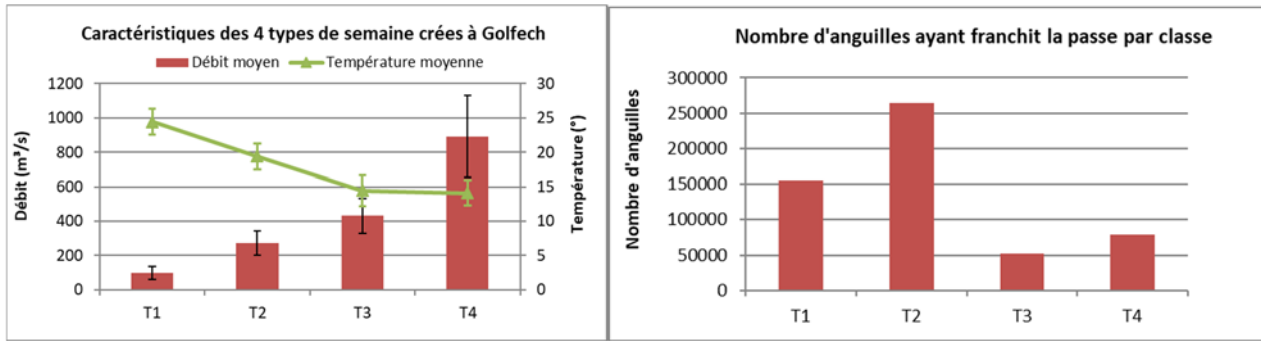 Caractéristiques des 4 types de semaine crées à Golfech
Débit moyen
Température moyenne
Débit (m³/s)
1200
1000
800
600
400
200
0
30
25
20
15
10
5
0
Température (°)
T1 T2 T3 T4
Nombre d'anguilles ayant franchit la passe par classe
Nombre d'anguilles
300000
250000
200000
150000
100000
50000
0
T1 T2 T3 T4